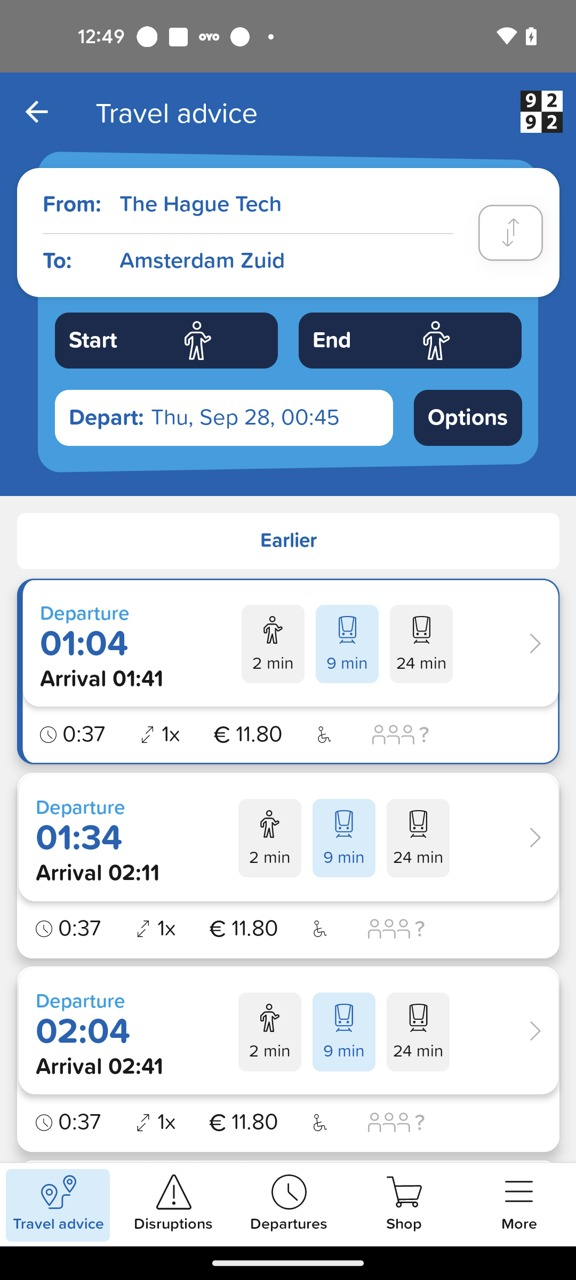 12:49 OYO
Travel advice
9 2
9 2
From: The Hague Tech
To: Amsterdam Zuid
Start
End
Depart: Thu, Sep 28, 00:45
Options
Earlier
Departure
01:04
Arrival 01:41
2 min
9 min
24 min
0:37
1x
€ 11.80
?
Departure
01:34
Arrival 02:11
2 min
9 min
24 min
0:37
1x
€ 11.80
?
Departure
02:04
Arrival 02:41
2 min
9 min
24 min
0:37
1x
€ 11.80
?
Travel advice
Disruptions
Departures
Shop
More